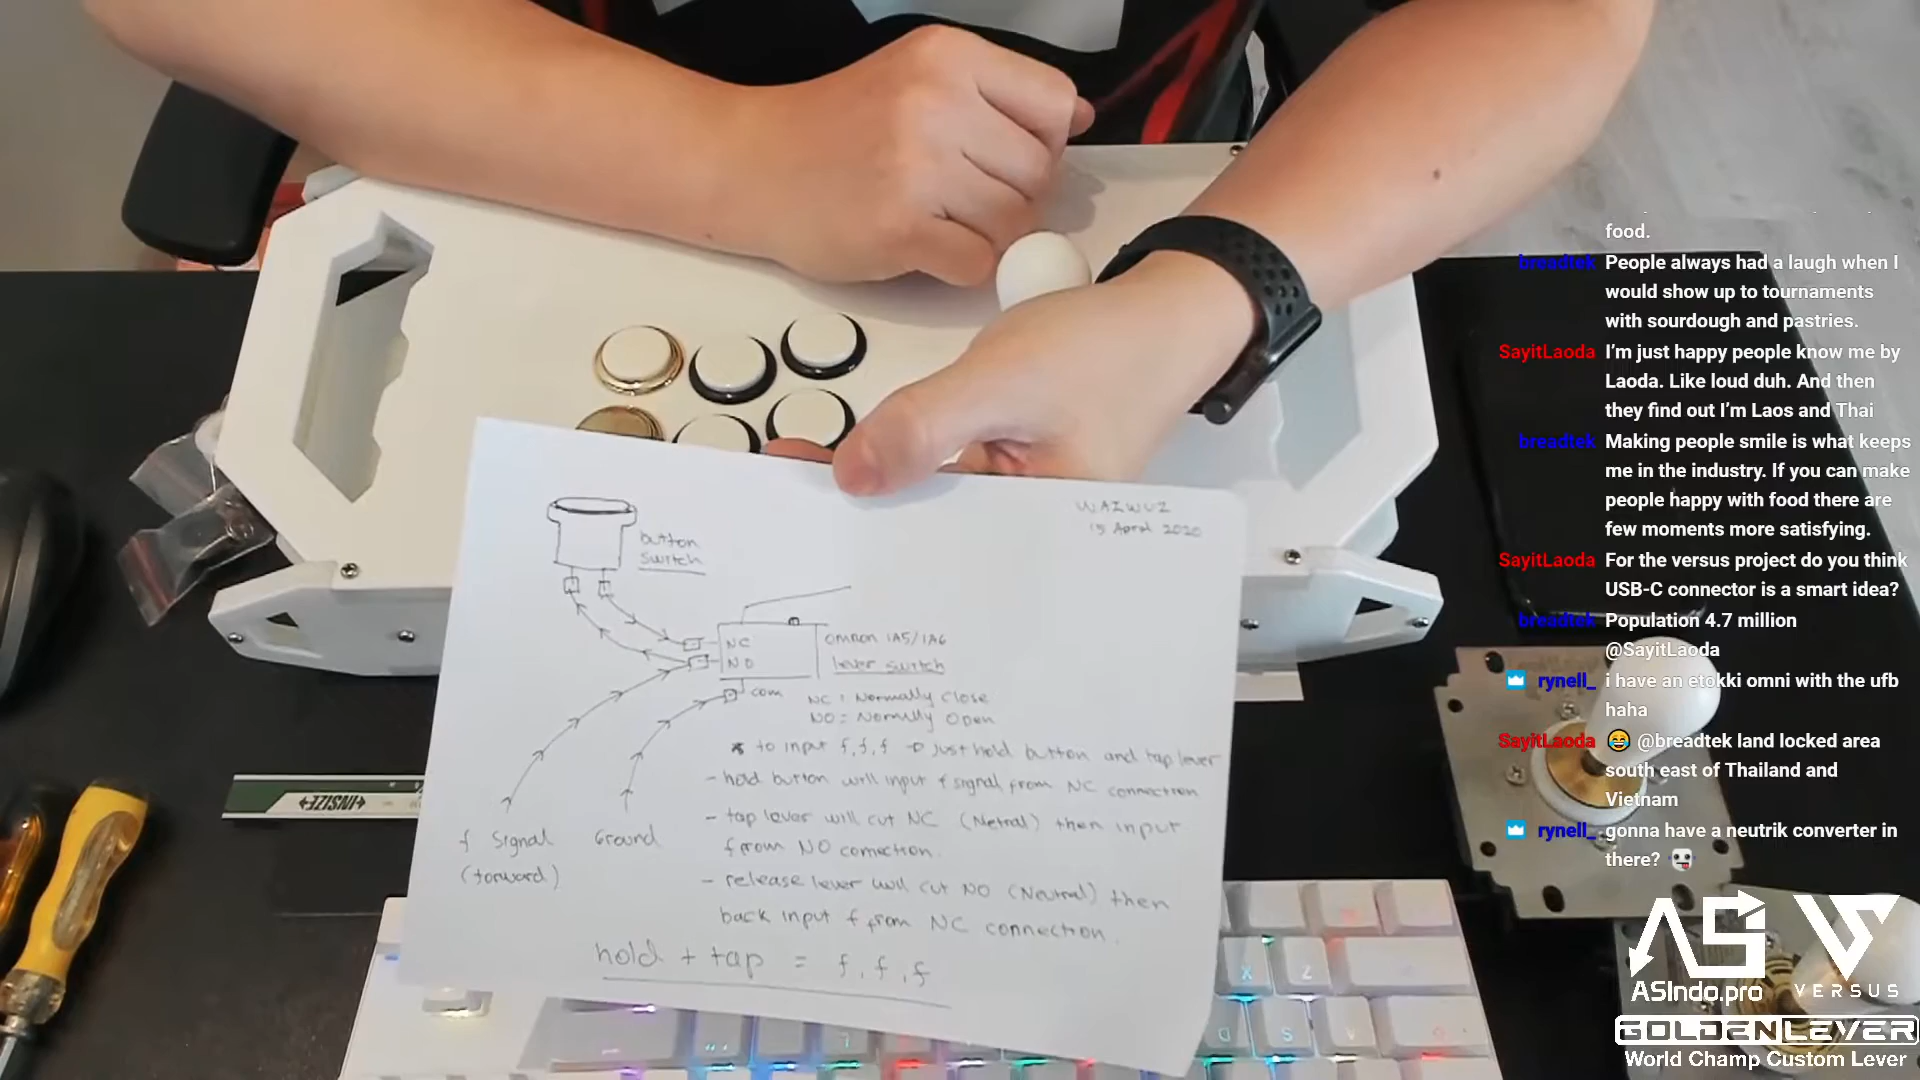 WAZWUZ
15 April 2020
button
switch
NC
NO
com
omron 1A5/1A6
lever switch
NC : Normally Close
NO = Normally Open
* to input f,f,f → just hold button and tap lever
- hold button will input f signal from NC connection
- tap lever will cut NC (Netral) then input
f from NO connection.
- release lever will cut NO (Neutral) then
back input f from NC connection.
f Signal
(forward)
Ground
hold + tap = f, f, f
INSIZE
food.
breadtek People always had a laugh when I
would show up to tournaments
with sourdough and pastries.
SayitLaoda I'm just happy people know me by
Laoda. Like loud duh. And then
they find out I'm Laos and Thai
breadtek Making people smile is what keeps
me in the industry. If you can make
people happy with food there are
few moments more satisfying.
SayitLaoda For the versus project do you think
USB-C connector is a smart idea?
breadtek Population 4.7 million
@SayitLaoda
rynell_ i have an etokki omni with the ufb
haha
SayitLaoda 😂 @breadtek land locked area
south east of Thailand and
Vietnam
rynell_ gonna have a neutrik converter in
there?
AS
ASIndo.pro
VERSUS
GOLDENLEVER
World Champ Custom Lever